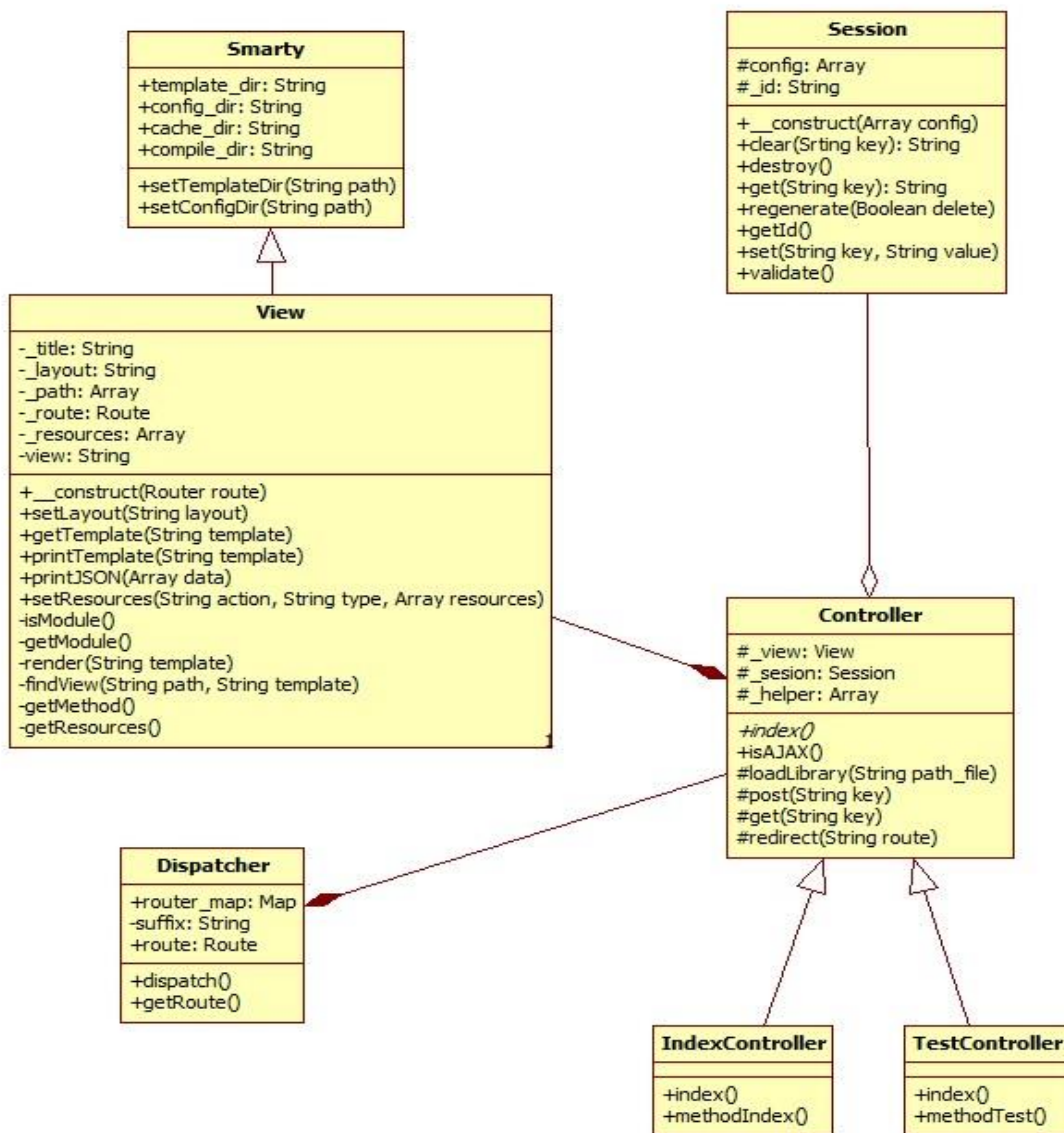 Smarty
+template_dir: String
+config_dir: String
+cache_dir: String
+compile_dir: String
+setTemplateDir(String path)
+setConfigDir(String path)
Session
#config: Array
#_id: String
+__construct(Array config)
+clear(Srting key): String
+destroy()
+get(String key): String
+regenerate(Boolean delete)
+getId()
+set(String key, String value)
+validate()
View
-_title: String
-_layout: String
-_path: Array
-_route: Route
-_resources: Array
-view: String
+__construct(Router route)
+setLayout(String layout)
+getTemplate(String template)
+printTemplate(String template)
+printJSON(Array data)
+setResources(String action, String type, Array resources)
-isModule()
-getModule()
-render(String template)
-findView(String path, String template)
-getMethod()
-getResources()
1
Controller
#_view: View
#_sesion: Session
#_helper: Array
+index()
+isAJAX()
#loadLibrary(String path_file)
#post(String key)
#get(String key)
#redirect(String route)
Dispatcher
+router_map: Map
-suffix: String
+route: Route
+dispatch()
+getRoute()
IndexController
+index()
+methodIndex()
TestController
+index()
+methodTest()